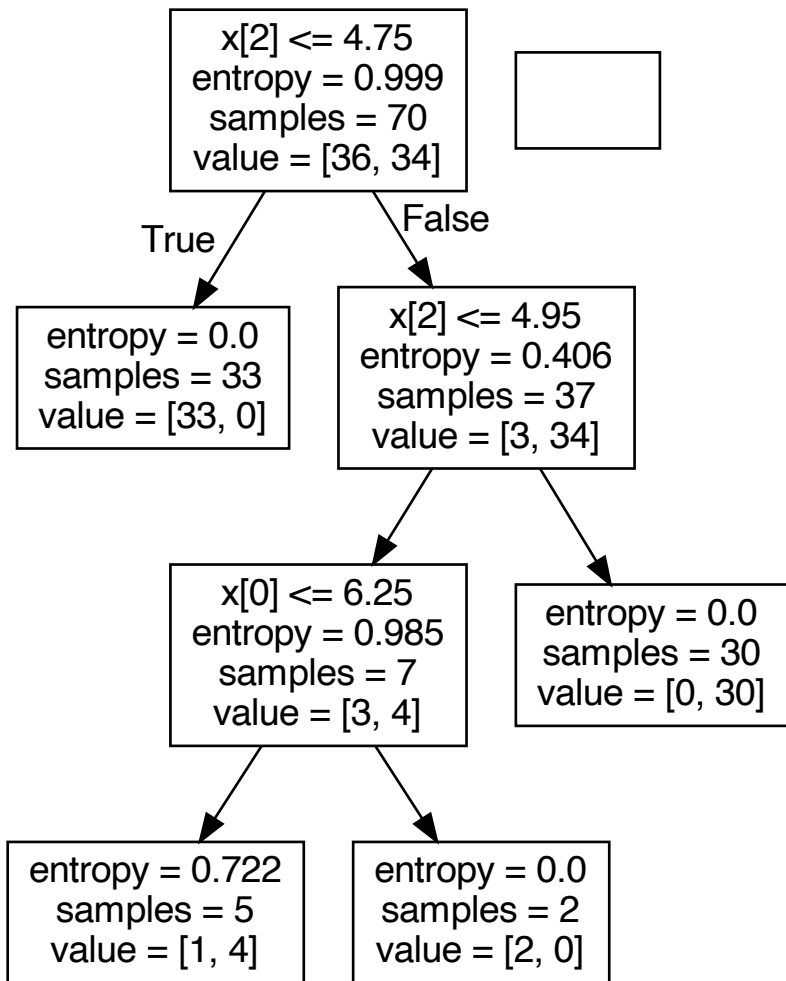 x[2] <= 4.75
entropy = 0.999
samples = 70
value = [36, 34]
True
False
entropy = 0.0
samples = 33
value = [33, 0]
x[2] <= 4.95
entropy = 0.406
samples = 37
value = [3, 34]
x[0] <= 6.25
entropy = 0.985
samples = 7
value = [3, 4]
entropy = 0.0
samples = 30
value = [0, 30]
entropy = 0.722
samples = 5
value = [1, 4]
entropy = 0.0
samples = 2
value = [2, 0]